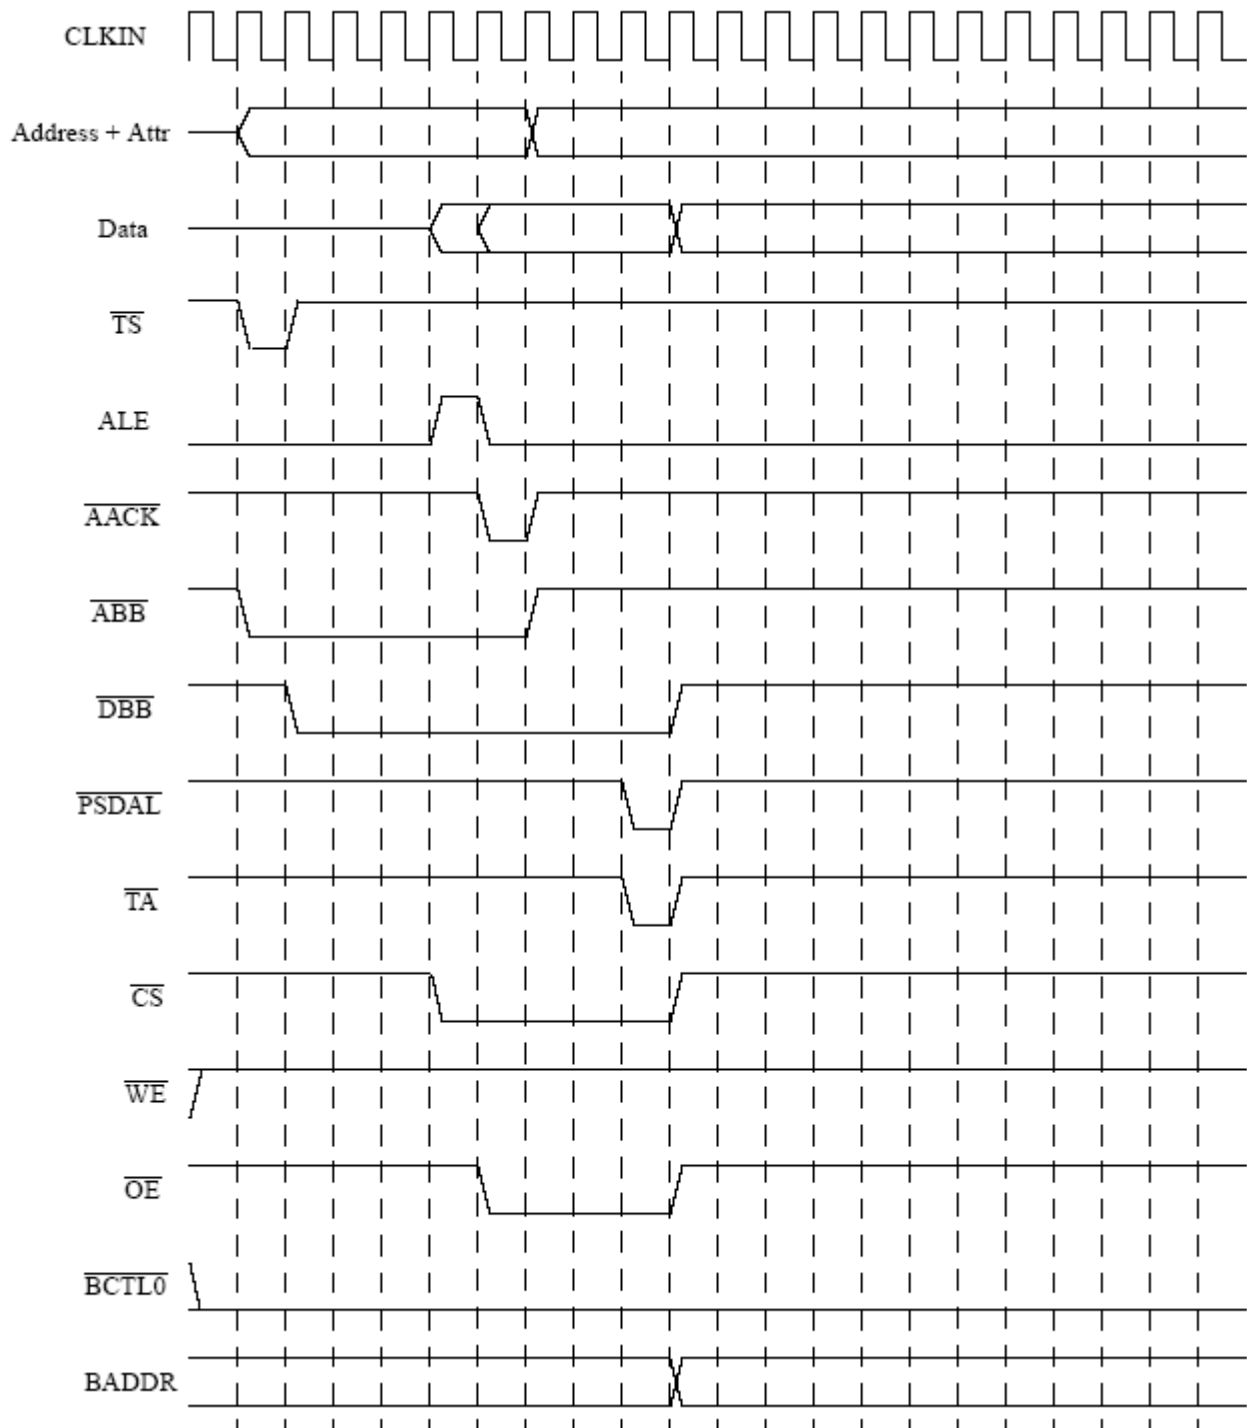 CLKIN
Address + Attr
Data
TS
ALE
AACK
ABB
DBB
PSDAL
TA
CS
WE
OE
BCTL0
BADDR